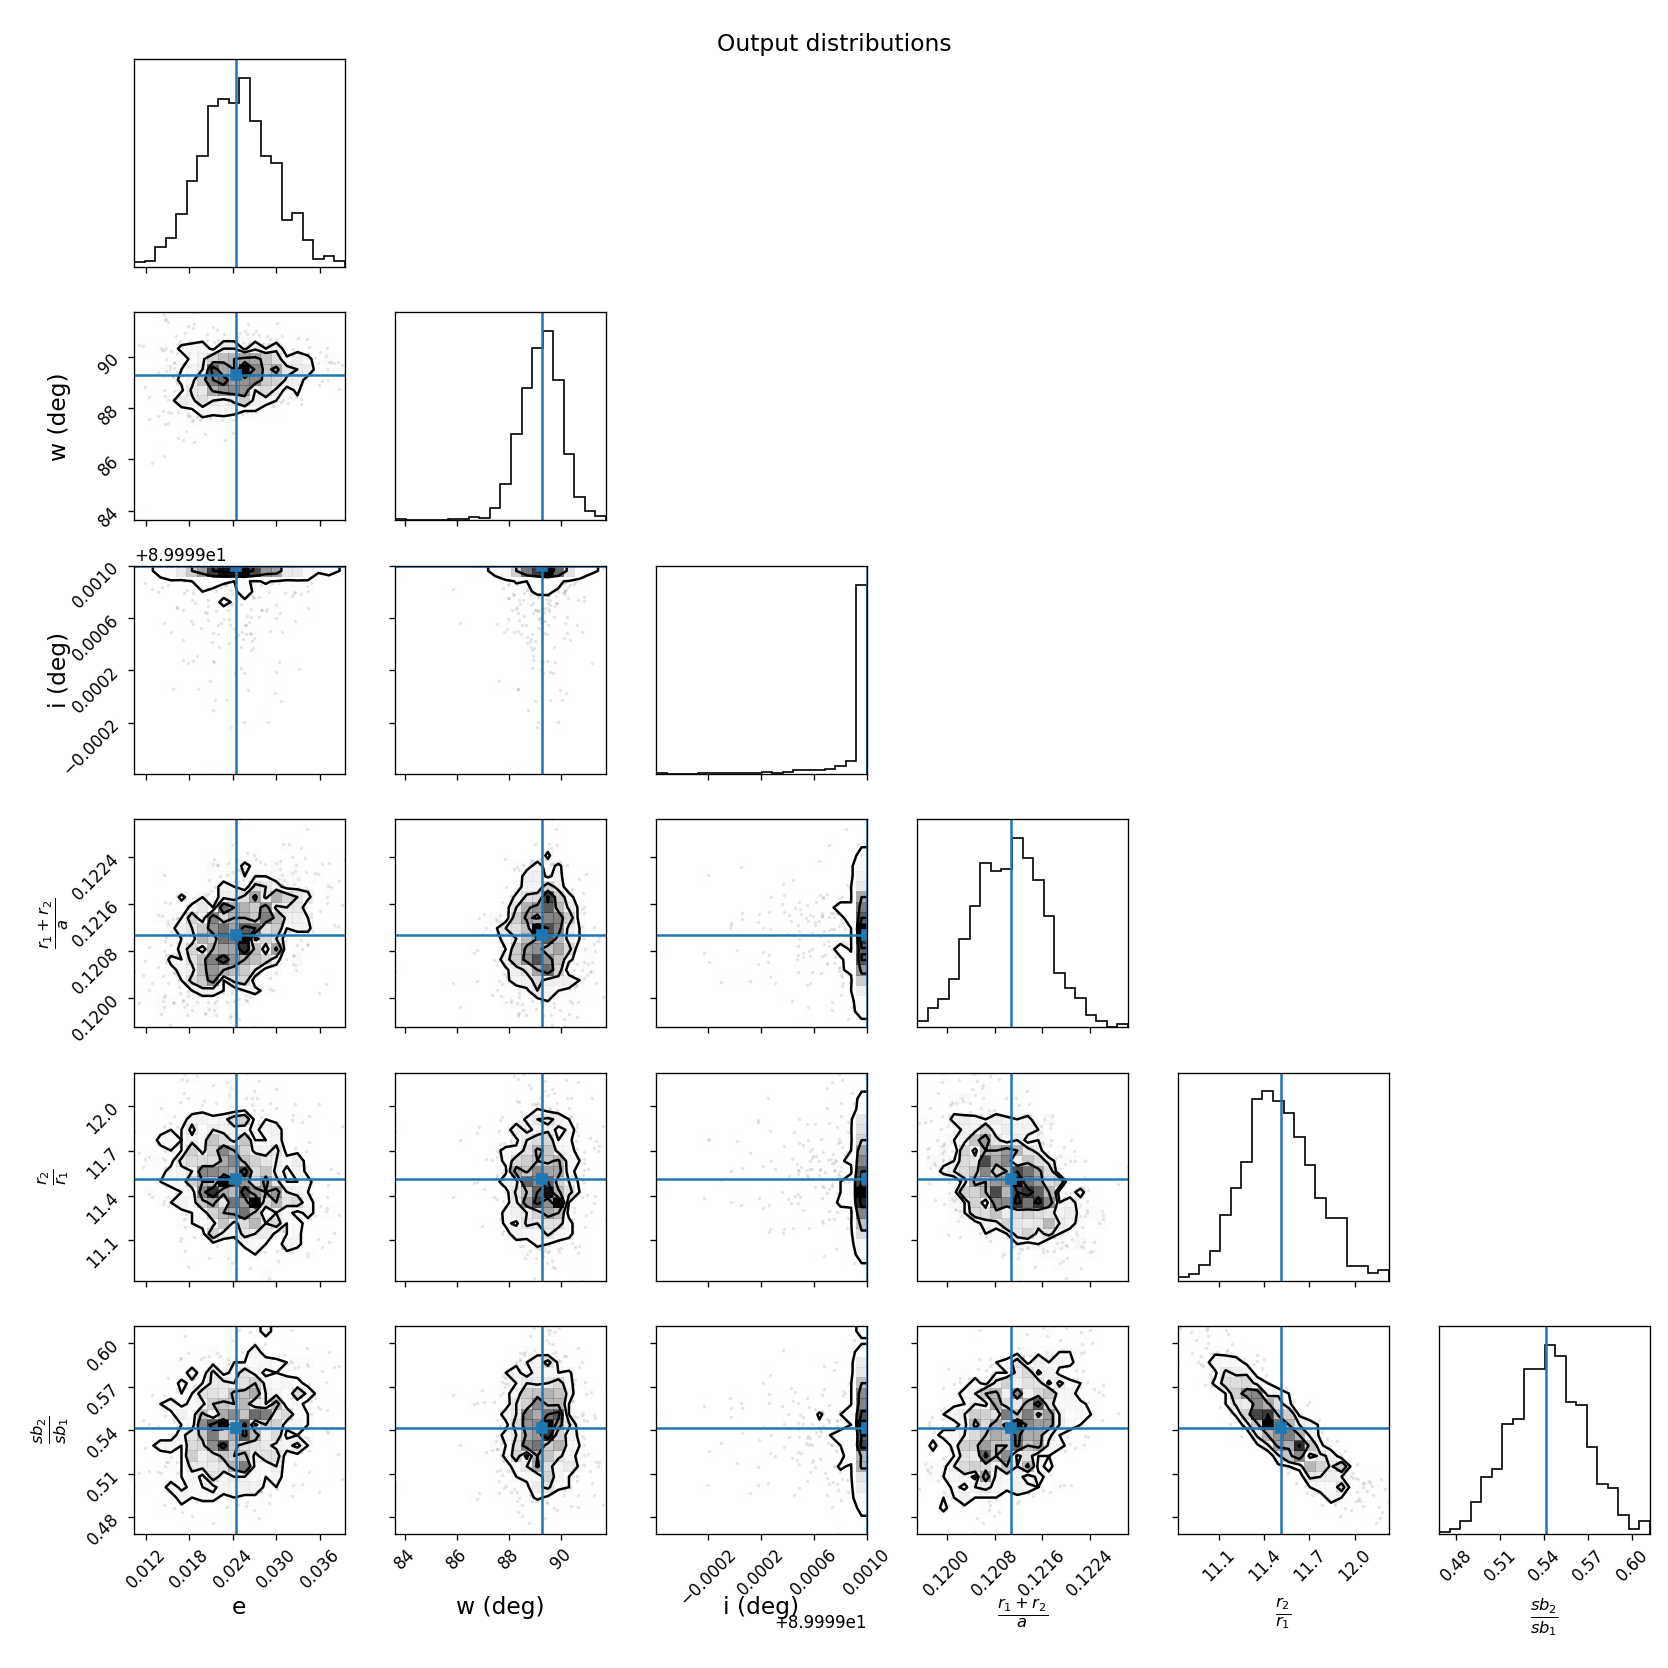 Output distributions
w (deg)
90
88
86
84
+8.9999e1
i (deg)
0.0010
0.0006
0.0002
−0.0002
r₁ + r₂
a
0.1224
0.1216
0.1208
0.1200
r₂
r₁
12.0
11.7
11.4
11.1
sb₂
sb₁
0.60
0.57
0.54
0.51
0.48
0.012 0.018 0.024 0.030 0.036 84 86 88 90 −0.0002 0.0002 0.0006 0.0010 0.1200 0.1208 0.1216 0.1224 11.1 11.4 11.7 12.0 0.48 0.51 0.54 0.57 0.60
e w (deg) i (deg) r₁ + r₂ r₂ sb₂
+8.9999e1 a r₁ sb₁